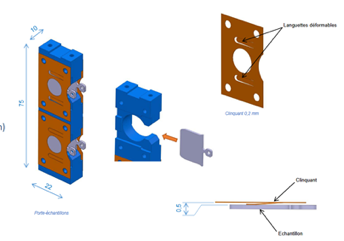 10
Languettes déformables
75
Clinquant 0,2 mm
22
Porte-échantillons
Clinquant
0,5
Echantillon